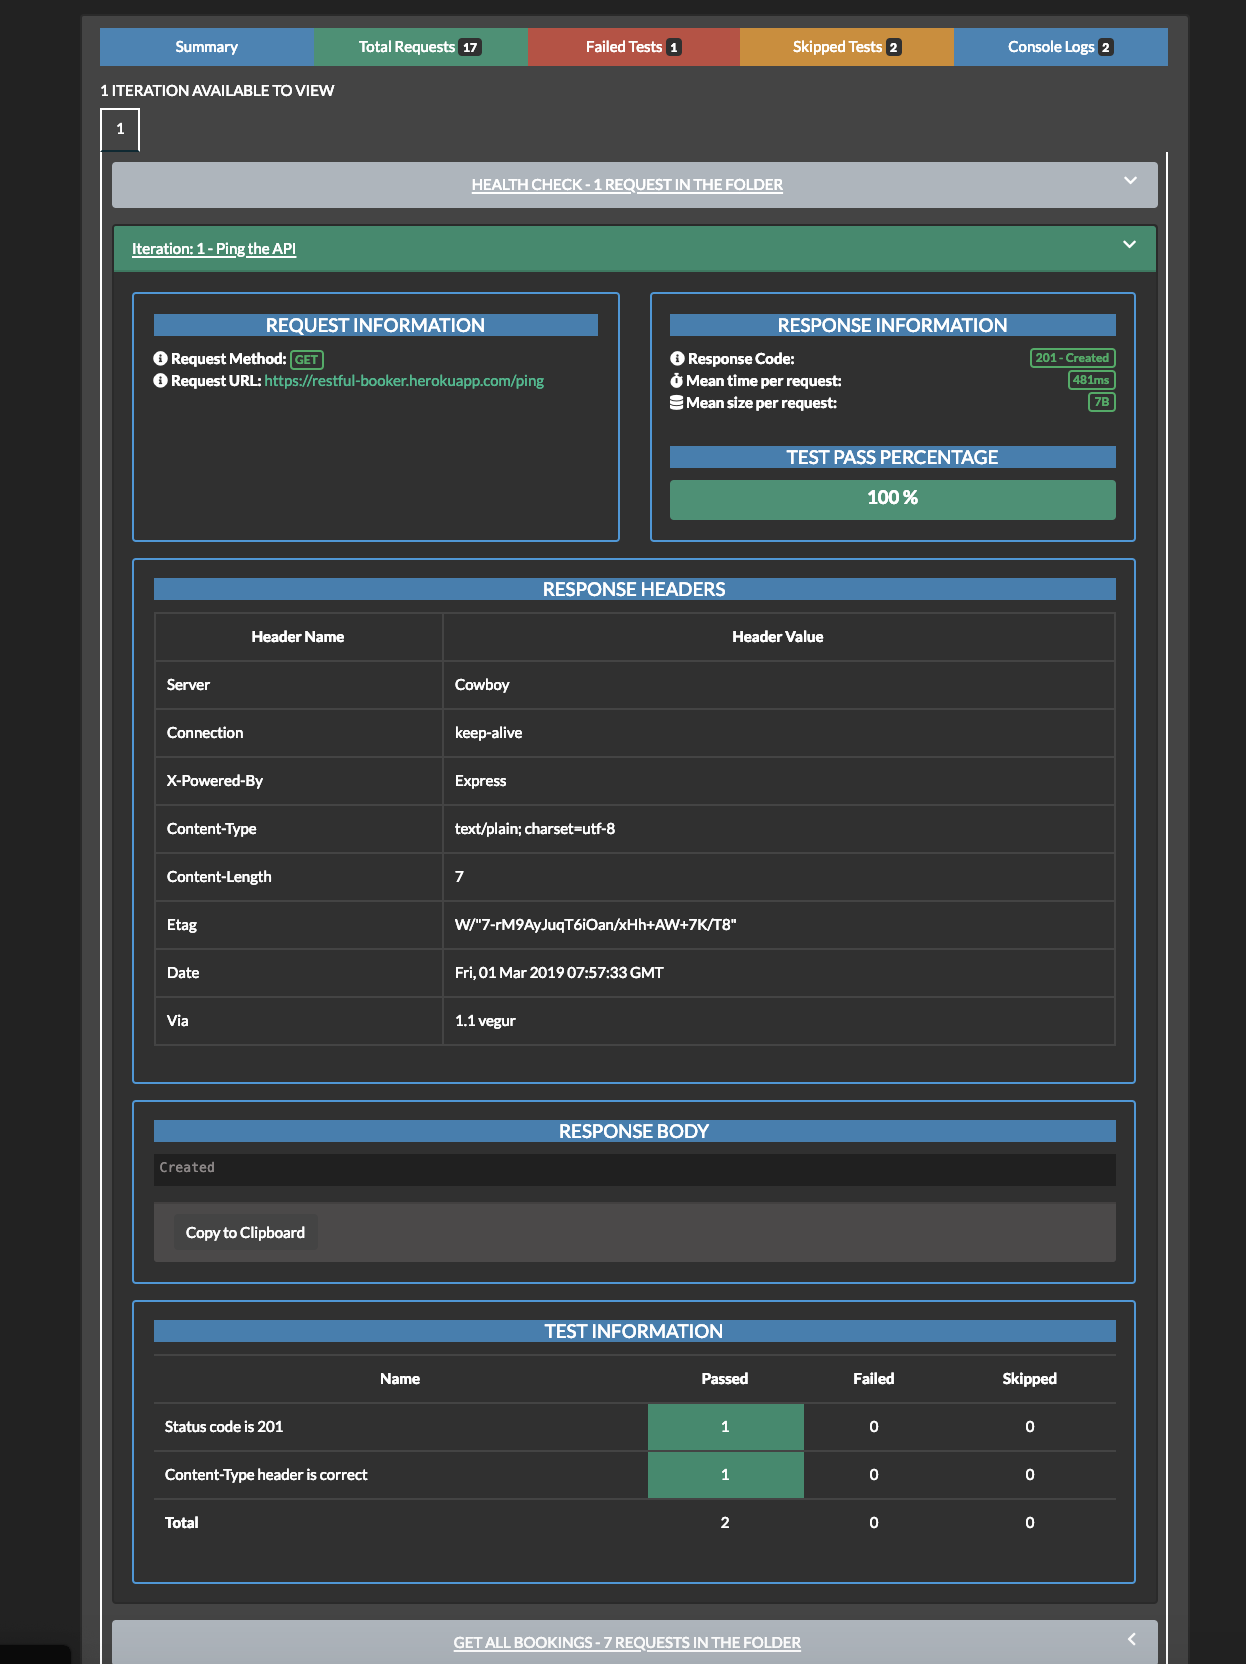 Summary Total Requests 17 Failed Tests 1 Skipped Tests 2 Console Logs 2
1 ITERATION AVAILABLE TO VIEW
1
HEALTH CHECK - 1 REQUEST IN THE FOLDER
Iteration: 1 - Ping the API
REQUEST INFORMATION
Request Method: GET
Request URL: https://restful-booker.herokuapp.com/ping
RESPONSE INFORMATION
Response Code: 201 - Created
Mean time per request: 481ms
Mean size per request: 7B
TEST PASS PERCENTAGE
100 %
RESPONSE HEADERS
Header Name Header Value
Server Cowboy
Connection keep-alive
X-Powered-By Express
Content-Type text/plain; charset=utf-8
Content-Length 7
Etag W/"7-rM9AyJuqT6iOan/xHh+AW+7K/T8"
Date Fri, 01 Mar 2019 07:57:33 GMT
Via 1.1 vegur
RESPONSE BODY
Created
Copy to Clipboard
TEST INFORMATION
Name Passed Failed Skipped
Status code is 201 1 0 0
Content-Type header is correct 1 0 0
Total 2 0 0
GET ALL BOOKINGS - 7 REQUESTS IN THE FOLDER